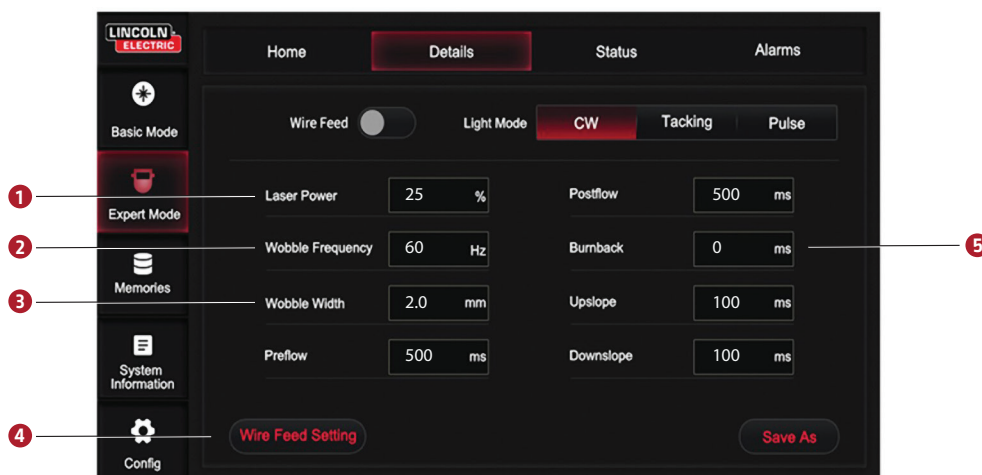 LINCOLN
ELECTRIC
Home
Details
Status
Alarms
Basic Mode
Wire Feed
Light Mode
CW
Tacking
Pulse
1
Expert Mode
Laser Power
25
%
Postflow
500
ms
2
Wobble Frequency
60
Hz
Burnback
0
ms
5
Memories
3
Wobble Width
2.0
mm
Upslope
100
ms
System
Information
Preflow
500
ms
Downslope
100
ms
4
Config
Wire Feed Setting
Save As